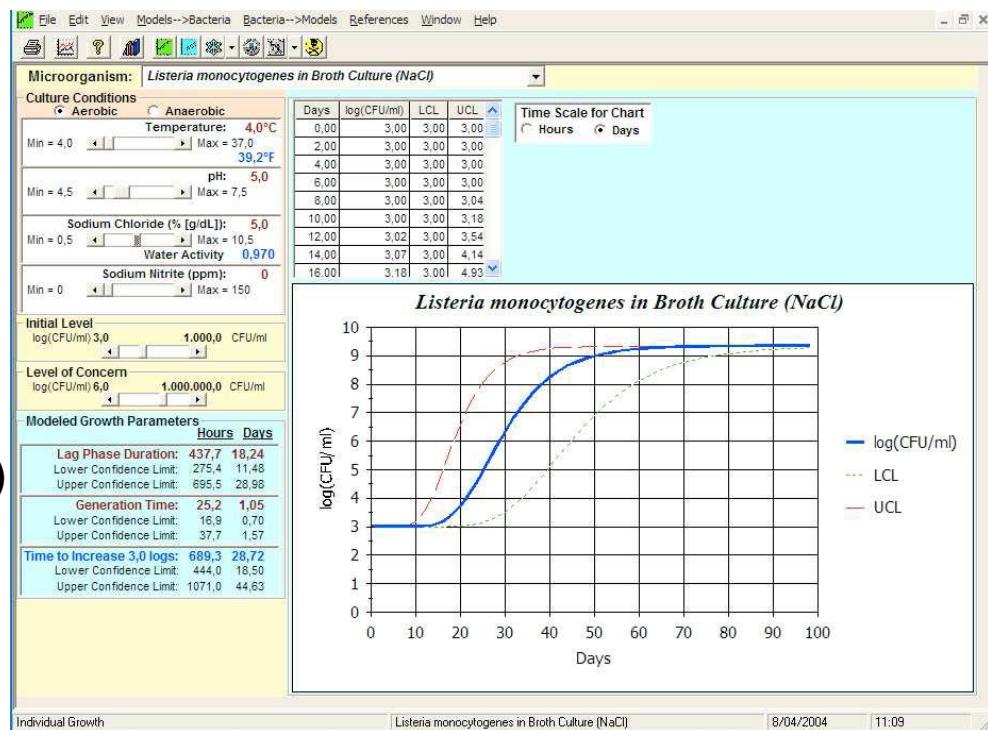 File Edit View Models-->Bacteria Bacteria-->Models References Window Help
Microorganism: Listeria monocytogenes in Broth Culture (NaCl)
Culture Conditions
Aerobic Anaerobic
Temperature: 4,0°C
Min = 4,0 Max = 37,0
39,2°F
pH: 5,0
Min = 4,5 Max = 7,5
Sodium Chloride (% [g/dL]): 5,0
Min = 0,5 Max = 10,5
Water Activity 0,970
Sodium Nitrite (ppm): 0
Min = 0 Max = 150
Initial Level
log(CFU/ml) 3,0 1.000,0 CFU/ml
Level of Concern
log(CFU/ml) 6,0 1.000.000,0 CFU/ml
Modeled Growth Parameters
Hours Days
Lag Phase Duration: 437,7 18,24
Lower Confidence Limit: 275,4 11,48
Upper Confidence Limit: 695,5 28,98
Generation Time: 25,2 1,05
Lower Confidence Limit: 16,9 0,70
Upper Confidence Limit: 37,7 1,57
Time to Increase 3,0 logs: 689,3 28,72
Lower Confidence Limit: 444,0 18,50
Upper Confidence Limit: 1071,0 44,63
)
Days log(CFU/ml) LCL UCL
0,00 3,00 3,00 3,00
2,00 3,00 3,00 3,00
4,00 3,00 3,00 3,00
6,00 3,00 3,00 3,00
8,00 3,00 3,00 3,04
10,00 3,00 3,00 3,18
12,00 3,02 3,00 3,54
14,00 3,07 3,00 4,14
16,00 3,18 3,00 4,93
Time Scale for Chart
Hours Days
Listeria monocytogenes in Broth Culture (NaCl)
log(CFU/ml)
10
9
8
7
6
5
4
3
2
1
0
0 10 20 30 40 50 60 70 80 90 100
Days
log(CFU/ml)
LCL
UCL
Individual Growth Listeria monocytogenes in Broth Culture (NaCl) 8/04/2004 11:09